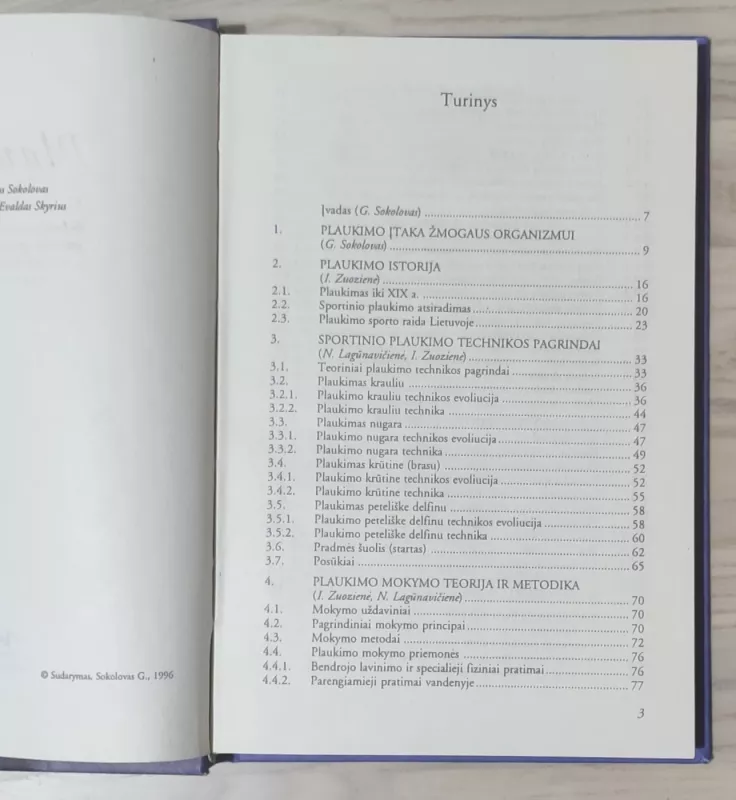 Sokolovas
Evaldas Skyrius
© Sudarymas, Sokolovas G., 1996
Turinys
Įvadas (G. Sokolovas) 7
1. PLAUKIMO ĮTAKA ŽMOGAUS ORGANIZMUI
(G. Sokolovas) 9
2. PLAUKIMO ISTORIJA
(I. Zuozienė) 16
2.1. Plaukimas iki XIX a. 16
2.2. Sportinio plaukimo atsiradimas 20
2.3. Plaukimo sporto raida Lietuvoje 23
3. SPORTINIO PLAUKIMO TECHNIKOS PAGRINDAI
(N. Lagūnavičienė, I. Zuozienė) 33
3.1. Teoriniai plaukimo technikos pagrindai 33
3.2. Plaukimas krauliu 36
3.2.1. Plaukimo krauliu technikos evoliucija 36
3.2.2. Plaukimo krauliu technika 44
3.3. Plaukimas nugara 47
3.3.1. Plaukimo nugara technikos evoliucija 47
3.3.2. Plaukimo nugara technika 49
3.4. Plaukimas krūtine (brasu) 52
3.4.1. Plaukimo krūtine technikos evoliucija 52
3.4.2. Plaukimo krūtine technika 55
3.5. Plaukimas peteliške delfinu 58
3.5.1. Plaukimo peteliške delfinu technikos evoliucija 58
3.5.2. Plaukimo peteliške delfinu technika 60
3.6. Pradmės šuolis (startas) 62
3.7. Posūkiai 65
4. PLAUKIMO MOKYMO TEORIJA IR METODIKA
(I. Zuozienė, N. Lagūnavičienė) 70
4.1. Mokymo uždaviniai 70
4.2. Pagrindiniai mokymo principai 70
4.3. Mokymo metodai 72
4.4. Plaukimo mokymo priemonės 76
4.4.1. Bendrojo lavinimo ir specialieji fiziniai pratimai 76
4.4.2. Parengiamieji pratimai vandenyje 77
3